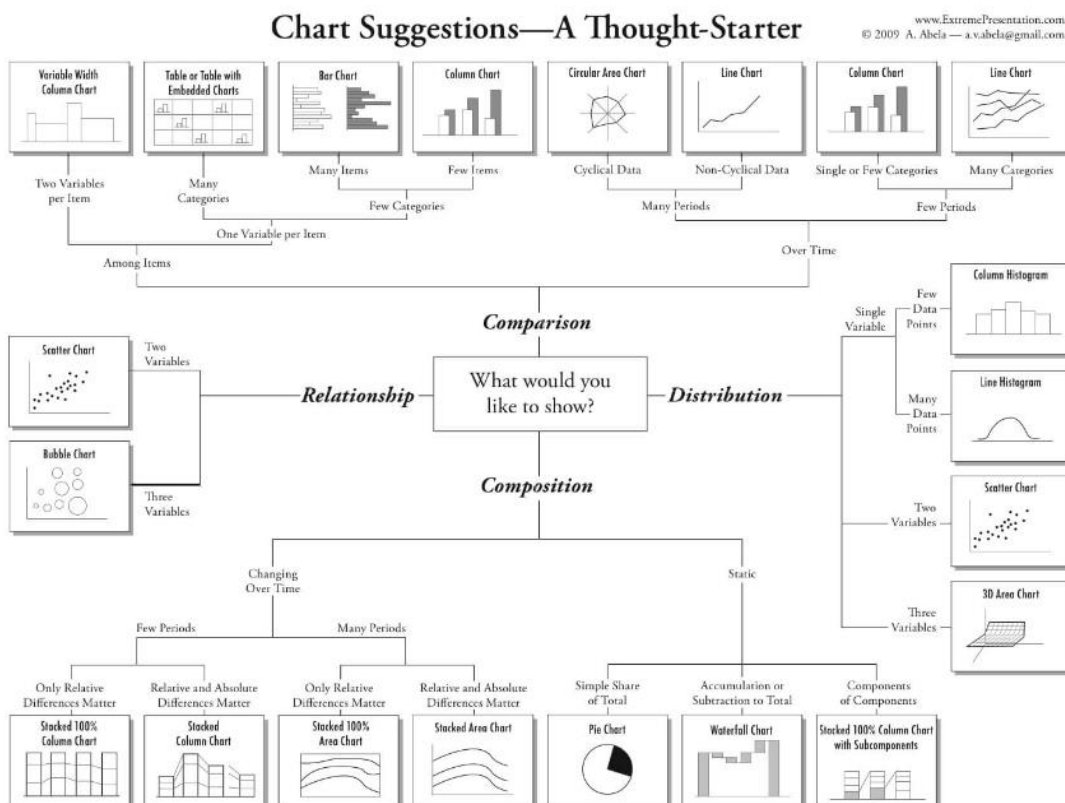 Chart Suggestions—A Thought-Starter
www.ExtremePresentation.com
© 2009 A. Abela — a.v.abela@gmail.com
Variable Width
Column Chart
Table or Table with
Embedded Charts
Bar Chart
Column Chart
Circular Area Chart
Line Chart
Column Chart
Line Chart
Two Variables
per Item
Many
Categories
Many Items
Few Items
Cyclical Data
Non-Cyclical Data
Single or Few Categories
Many Categories
Few Categories
Many Periods
Few Periods
One Variable per Item
Among Items
Over Time
Comparison
What would you
like to show?
Relationship
Two
Variables
Scatter Chart
Three
Variables
Bubble Chart
Distribution
Single
Variable
Few
Data
Points
Column Histogram
Many
Data
Points
Line Histogram
Two
Variables
Scatter Chart
Three
Variables
3D Area Chart
Composition
Changing
Over Time
Static
Few Periods
Many Periods
Only Relative
Differences Matter
Relative and Absolute
Differences Matter
Only Relative
Differences Matter
Relative and Absolute
Differences Matter
Simple Share
of Total
Accumulation or
Subtraction to Total
Components
of Components
Stacked 100%
Column Chart
Stacked
Column Chart
Stacked 100%
Area Chart
Stacked Area Chart
Pie Chart
Waterfall Chart
Stacked 100% Column Chart
with Subcomponents